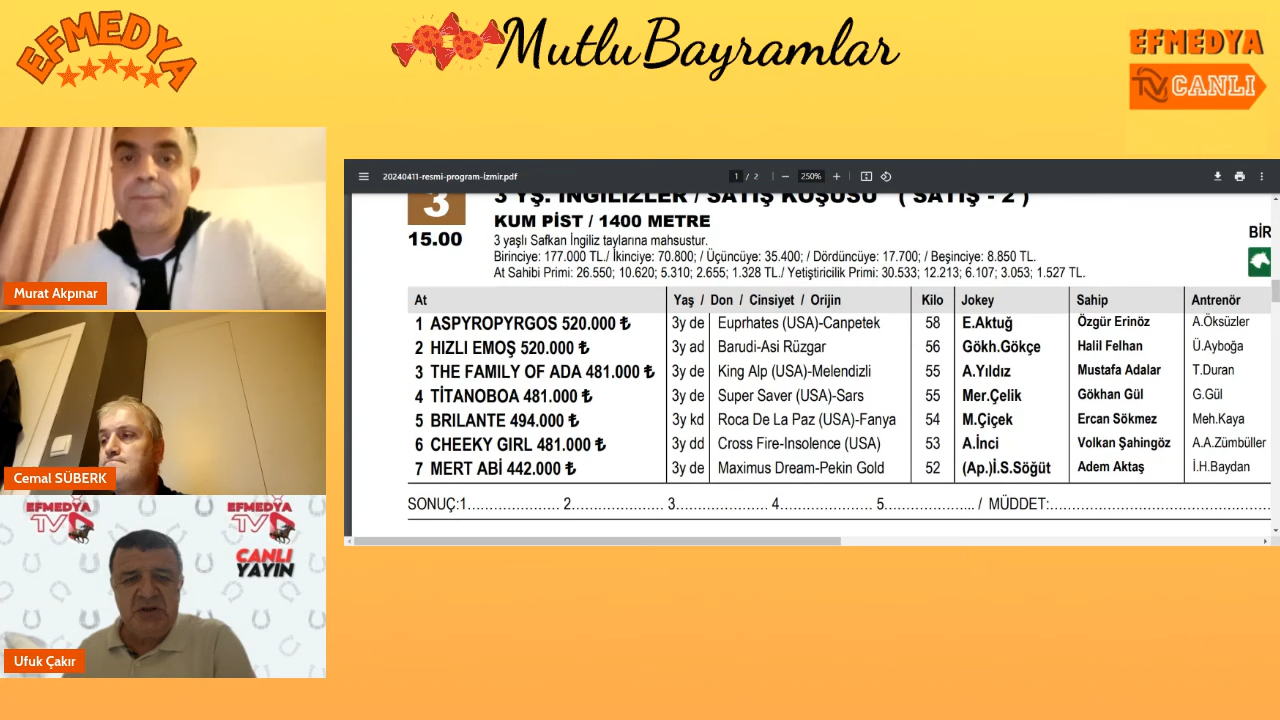 EFMEDYA
Mutlu Bayramlar
EFMEDYA
TV CANLI
Murat Akpınar
Cemal SÜBERK
EFMEDYA
TV
EFMEDYA
TV
CANLI
YAYIN
Ufuk Çakır
20240411-resmi-program-izmir.pdf
1 / 2
250%
3 3 YŞ. İNGİLİZLER / SATIŞ KOŞUSU ( SATIŞ - 2 )
15.00 KUM PİST / 1400 METRE
BİR
3 yaşlı Safkan İngiliz taylarına mahsustur.
Birinciye: 177.000 TL./ İkinciye: 70.800; / Üçüncüye: 35.400; / Dördüncüye: 17.700; / Beşinciye: 8.850 TL.
At Sahibi Primi: 26.550; 10.620; 5.310; 2.655; 1.328 TL./ Yetiştiricilik Primi: 30.533; 12.213; 6.107; 3.053; 1.527 TL.
At Yaş / Don / Cinsiyet / Orijin Kilo Jokey Sahip Antrenör
1 ASPYROPYRGOS 520.000 ₺ 3y de Euprhates (USA)-Canpetek 58 E.Aktuğ Özgür Erinöz A.Öksüzler
2 HIZLI EMOŞ 520.000 ₺ 3y ad Barudi-Asi Rüzgar 56 Gökh.Gökçe Halil Felhan Ü.Ayboğa
3 THE FAMILY OF ADA 481.000 ₺ 3y de King Alp (USA)-Melendizli 55 A.Yıldız Mustafa Adalar T.Duran
4 TİTANOBOA 481.000 ₺ 3y de Super Saver (USA)-Sars 55 Mer.Çelik Gökhan Gül G.Gül
5 BRILANTE 494.000 ₺ 3y kd Roca De La Paz (USA)-Fanya 54 M.Çiçek Ercan Sökmez Meh.Kaya
6 CHEEKY GIRL 481.000 ₺ 3y dd Cross Fire-Insolence (USA) 53 A.İnci Volkan Şahingöz A.A.Zümbüller
7 MERT ABİ 442.000 ₺ 3y de Maximus Dream-Pekin Gold 52 (Ap.)İ.S.Söğüt Adem Aktaş İ.H.Baydan
SONUÇ:1...................... 2...................... 3...................... 4...................... 5...................... / MÜDDET:......................